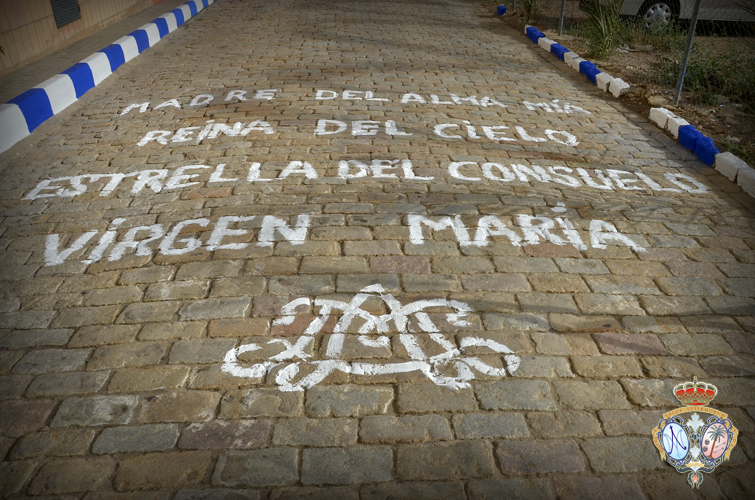 MADRE DEL ALMA MÍA
REiNA DEL CiELO
ESTRELLA DEL CONSUELO
ViRGEN MARÍA